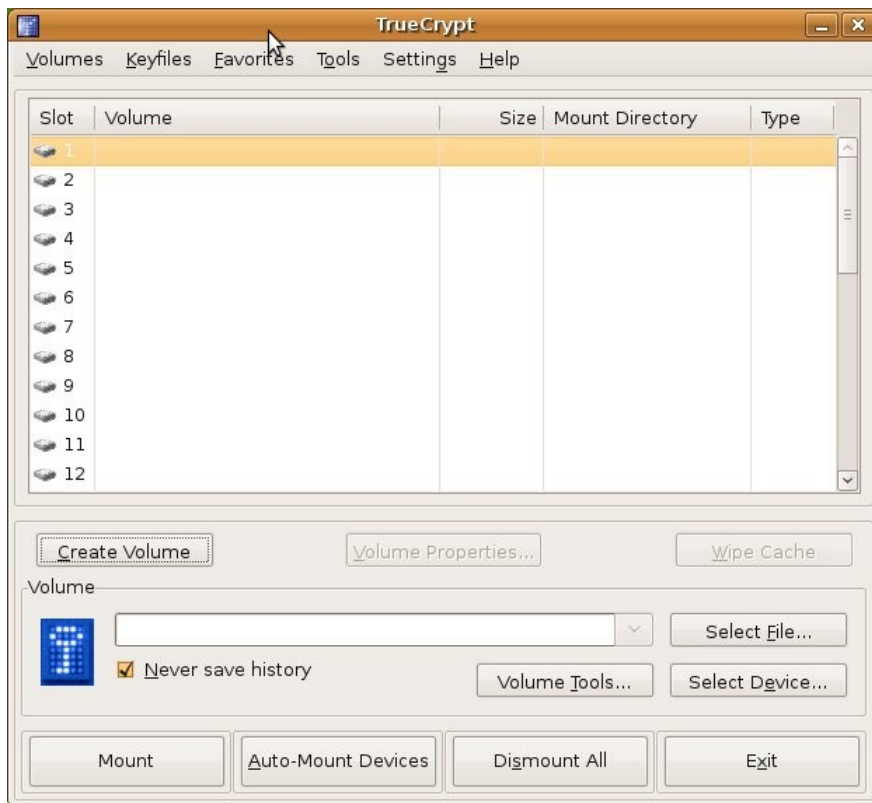 TrueCrypt
Volumes Keyfiles Favorites Tools Settings Help
Slot Volume Size Mount Directory Type
1
2
3
4
5
6
7
8
9
10
11
12
Create Volume Volume Properties... Wipe Cache
Volume
Select File...
Never save history
Volume Tools... Select Device...
Mount Auto-Mount Devices Dismount All Exit